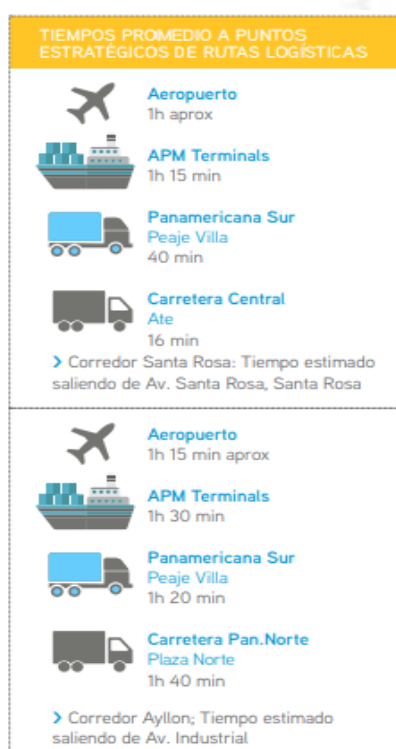 TIEMPOS PROMEDIO A PUNTOS
ESTRATÉGICOS DE RUTAS LOGÍSTICAS
Aeropuerto
1h aprox
APM Terminals
1h 15 min
Panamericana Sur
Peaje Villa
40 min
Carretera Central
Ate
16 min
> Corredor Santa Rosa: Tiempo estimado
saliendo de Av. Santa Rosa, Santa Rosa
Aeropuerto
1h 15 min aprox
APM Terminals
1h 30 min
Panamericana Sur
Peaje Villa
1h 20 min
Carretera Pan.Norte
Plaza Norte
1h 40 min
> Corredor Ayllon; Tiempo estimado
saliendo de Av. Industrial